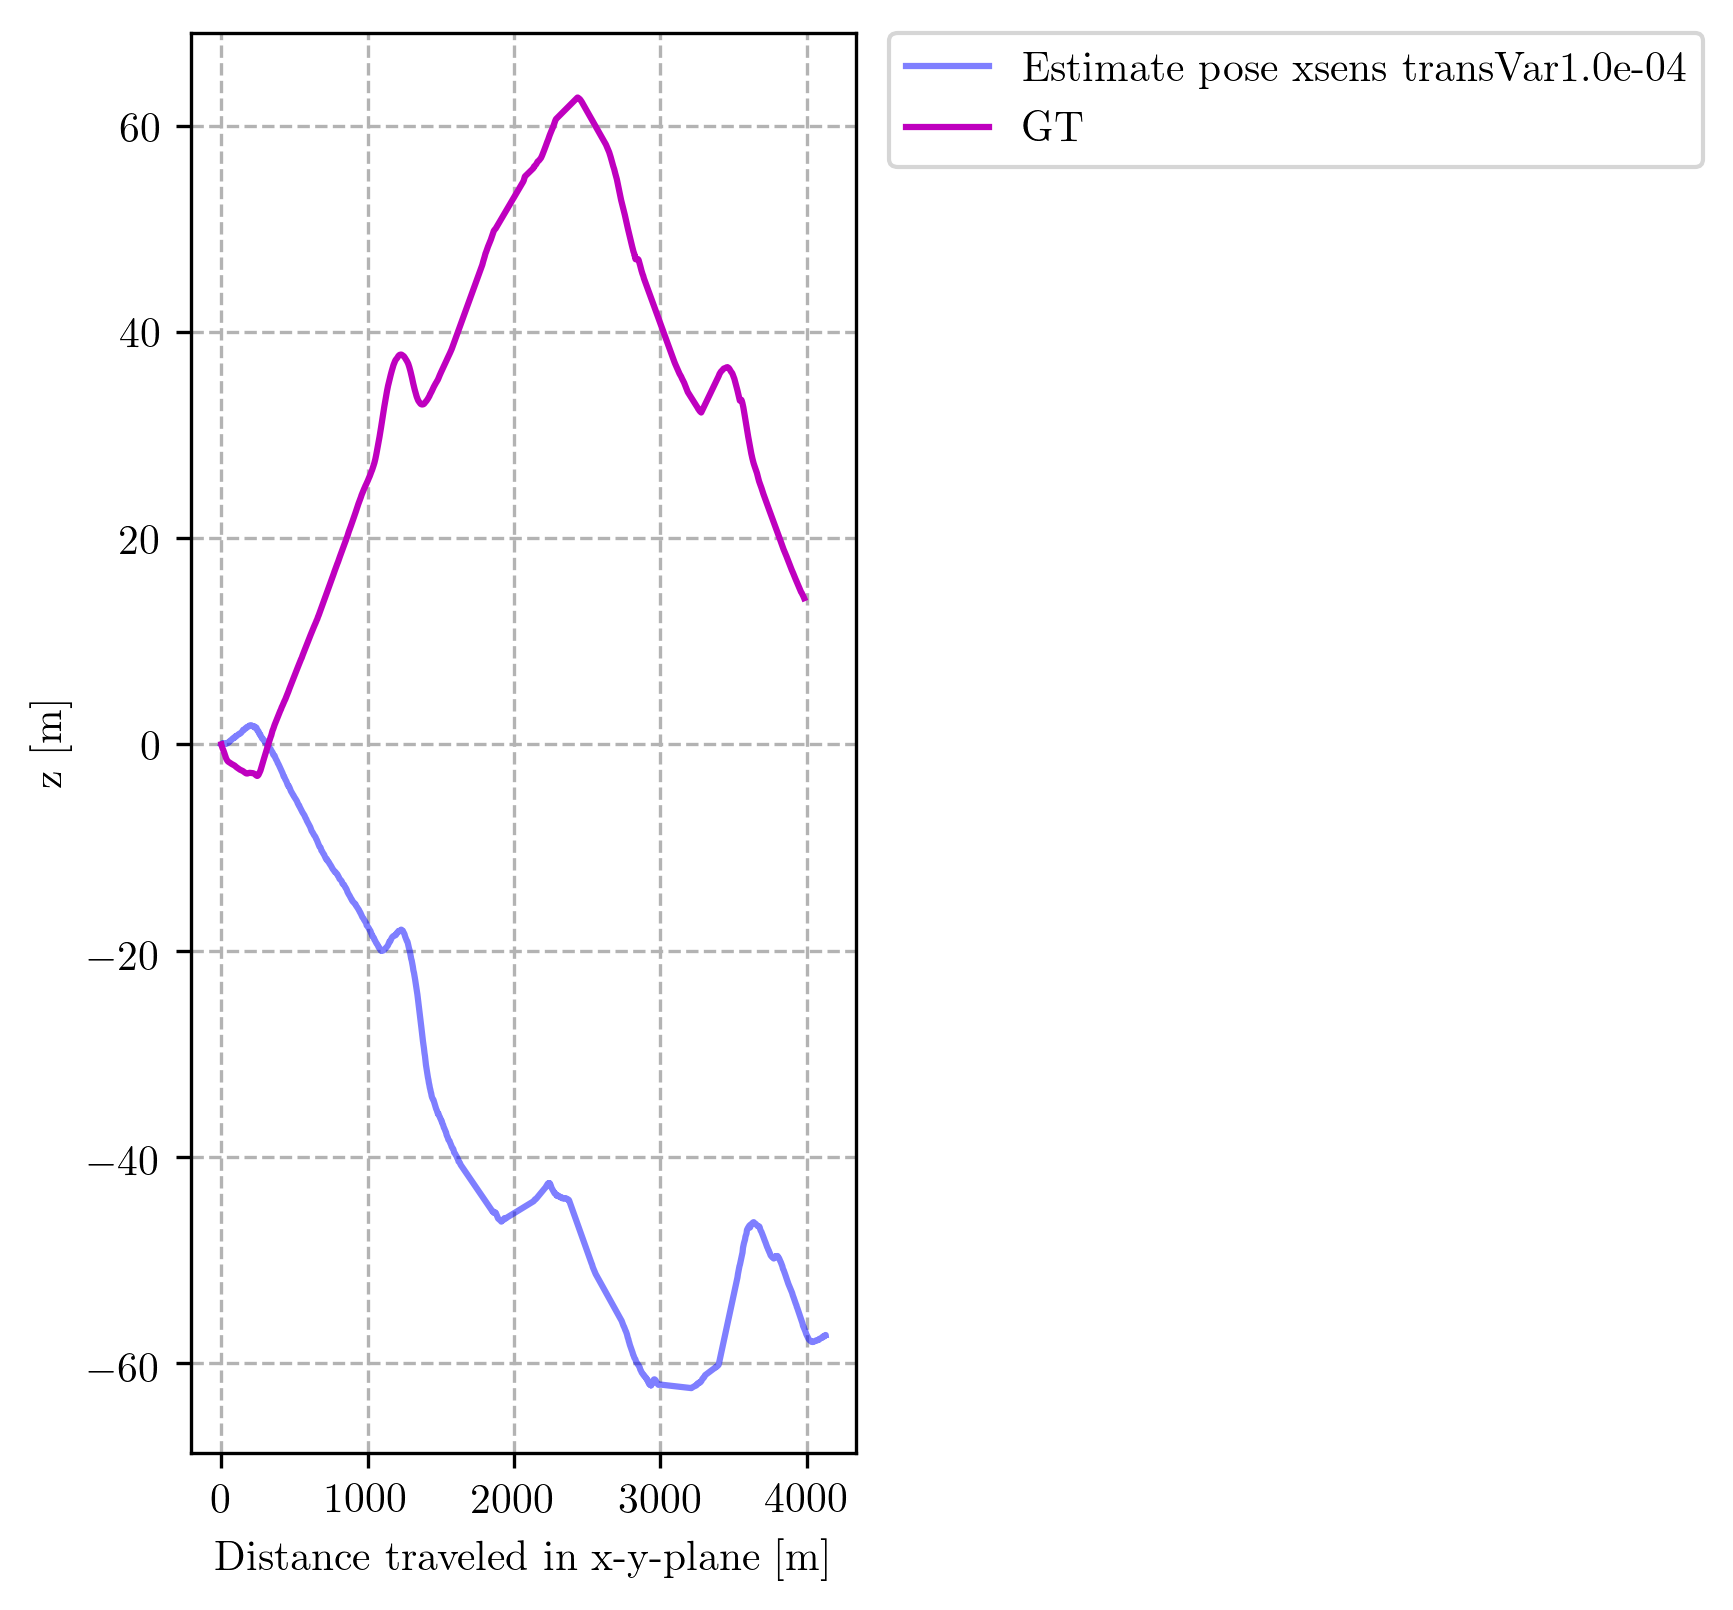 Estimate pose xsens transVar1.0e-04
GT
60
40
20
0
−20
−40
−60
z [m]
0 1000 2000 3000 4000
Distance traveled in x-y-plane [m]